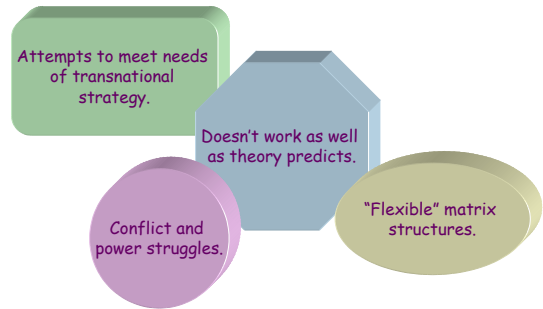 Attempts to meet needs
of transnational
strategy.
Doesn't work as well
as theory predicts.
Conflict and
power struggles.
“Flexible” matrix
structures.